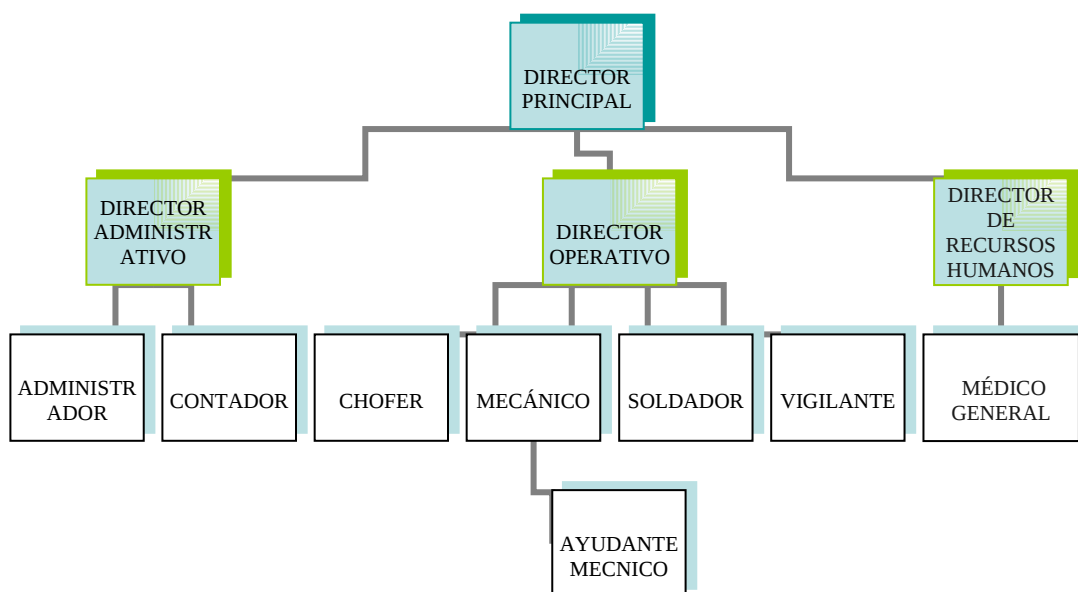 DIRECTOR
PRINCIPAL
DIRECTOR
ADMINISTR
ATIVO
DIRECTOR
OPERATIVO
DIRECTOR
DE
RECURSOS
HUMANOS
ADMINISTR
ADOR
CONTADOR
CHOFER
MECÁNICO
SOLDADOR
VIGILANTE
MÉDICO
GENERAL
AYUDANTE
MECNICO